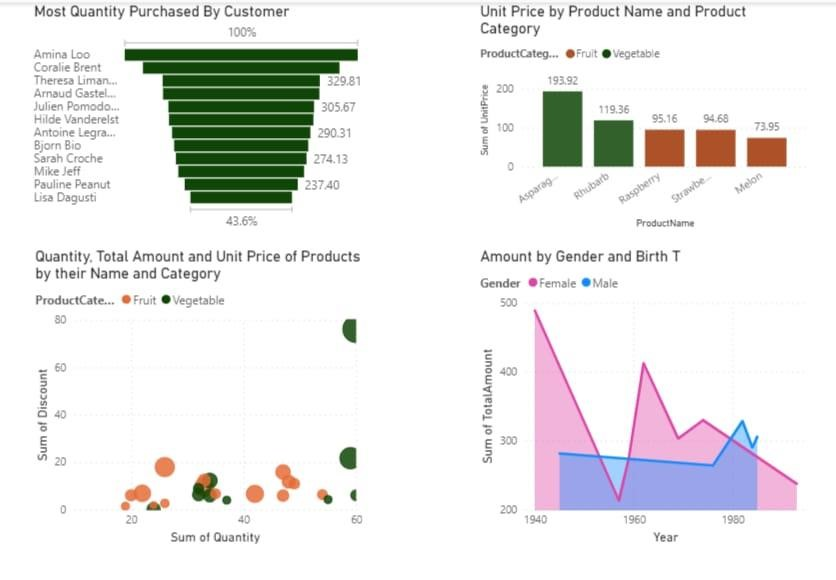 Most Quantity Purchased By Customer
100%
Amina Loo
Coralie Brent
Theresa Liman...
329.81
Arnaud Gastel...
Julien Pomodo...
305.67
Hilde Vanderelst
Antoine Legra...
290.31
Bjorn Bio
Sarah Croche
274.13
Mike Jeff
Pauline Peanut
237.40
Lisa Dagusti
43.6%
Unit Price by Product Name and Product
Category
ProductCateg... Fruit Vegetable
Sum of UnitPrice
200
100
0
193.92
119.36
95.16
94.68
73.95
Asparag...
Rhubarb
Raspberry
Strawbe...
Melon
ProductName
Quantity, Total Amount and Unit Price of Products
by their Name and Category
ProductCate... Fruit Vegetable
Sum of Discount
80
60
40
20
0
20 40 60
Sum of Quantity
Amount by Gender and Birth T
Gender Female Male
Sum of TotalAmount
500
400
300
200
1940 1960 1980
Year